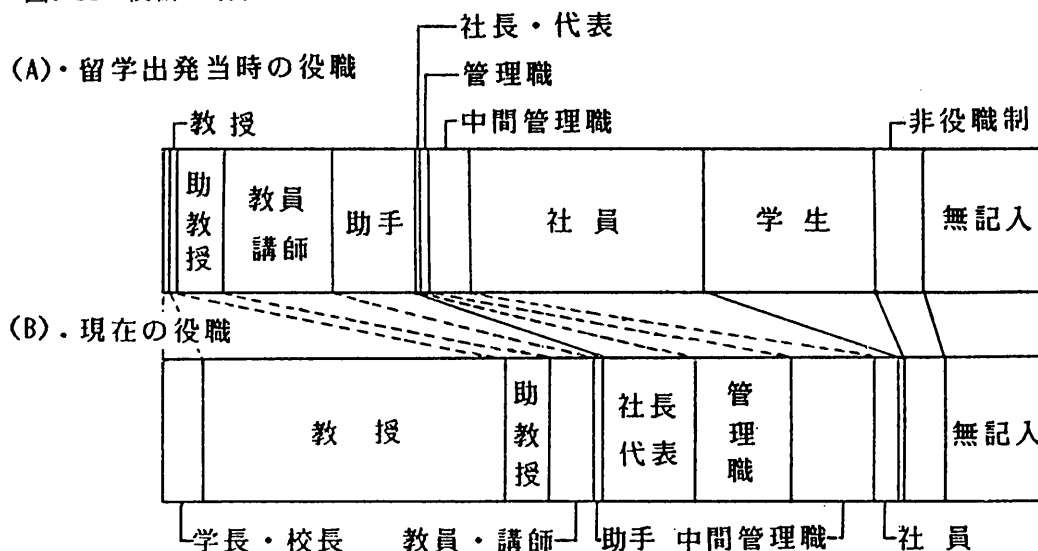 社長・代表
(A)・留学出発当時の役職
管理職
教授
中間管理職
非役職制
助教授
教員
講師
助手
社員
学生
無記入
(B).現在の役職
教授
助教授
社長
代表
管理職
無記入
学長・校長
教員・講師
助手
中間管理職
社員